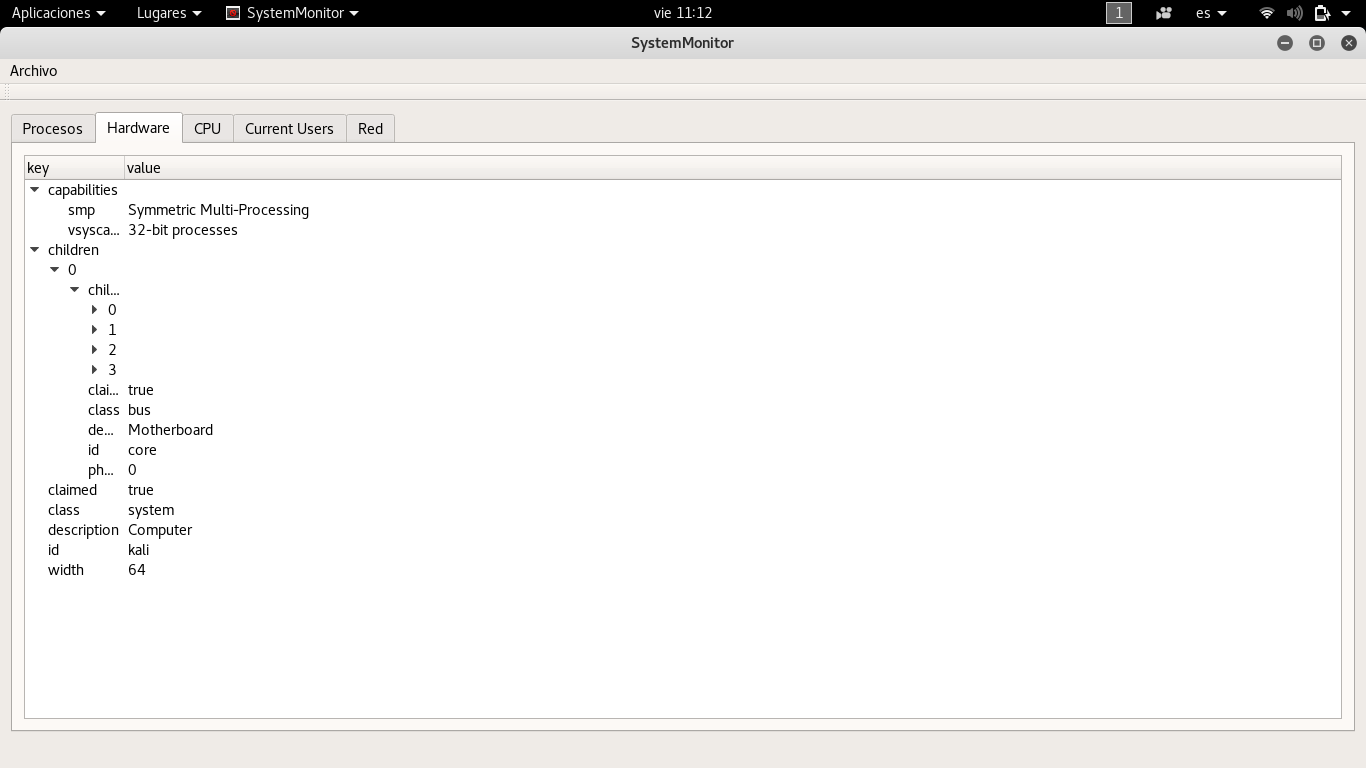 Aplicaciones Lugares SystemMonitor vie 11:12 1 es
SystemMonitor
Archivo
Procesos Hardware CPU Current Users Red
key value
capabilities
smp Symmetric Multi-Processing
vsysca... 32-bit processes
children
0
chil...
0
1
2
3
clai... true
class bus
de... Motherboard
id core
ph... 0
claimed true
class system
description Computer
id kali
width 64